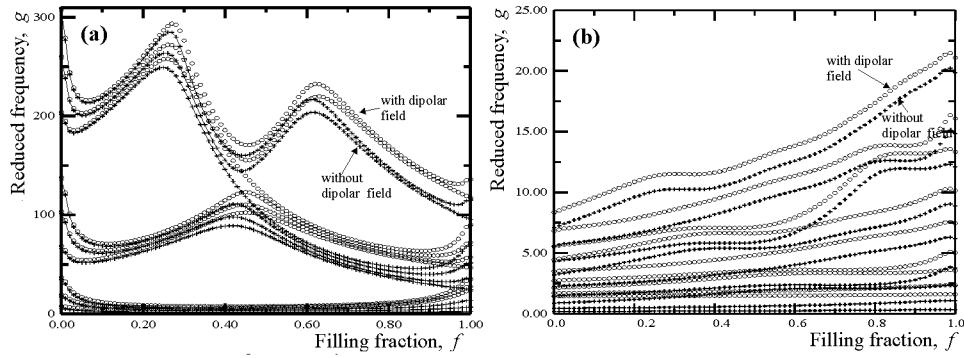 Reduced frequency, g
300
200
100
0
(a)
with dipolar
field
without
dipolar field
0.00
0.20
0.40
0.60
0.80
1.00
Filling fraction, f
Reduced frequency, g
25.00
20.00
15.00
10.00
5.00
0.00
(b)
with dipolar
field
without
dipolar field
0.0
0.2
0.4
0.6
0.8
1.0
Filling fraction, f